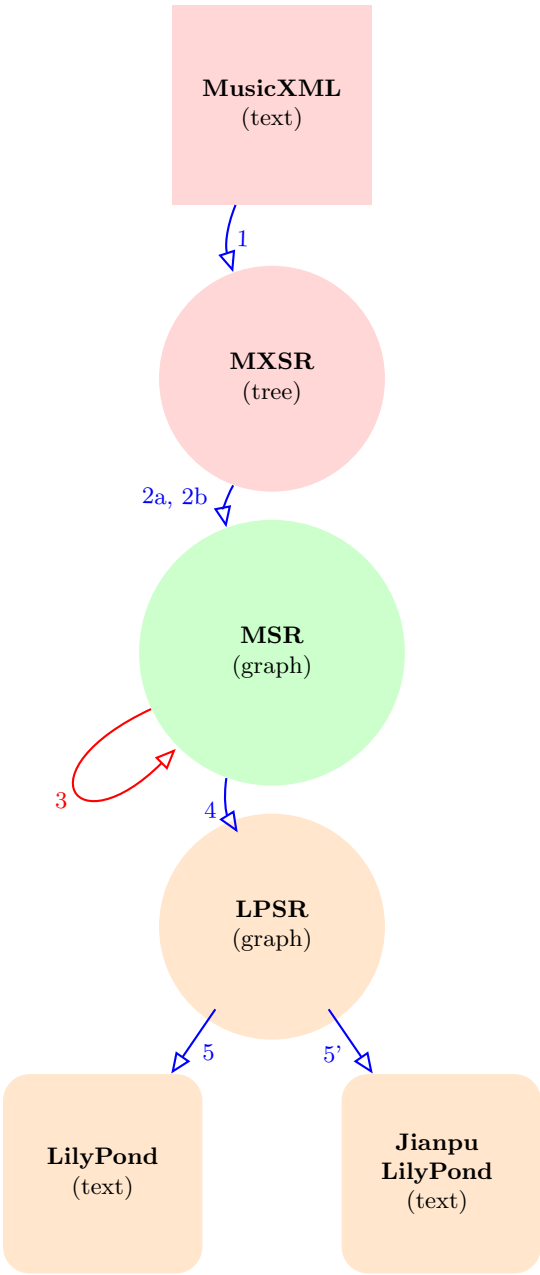 MusicXML
(text)
1
MXSR
(tree)
2a, 2b
MSR
(graph)
3
4
LPSR
(graph)
5
5'
LilyPond
(text)
Jianpu
LilyPond
(text)